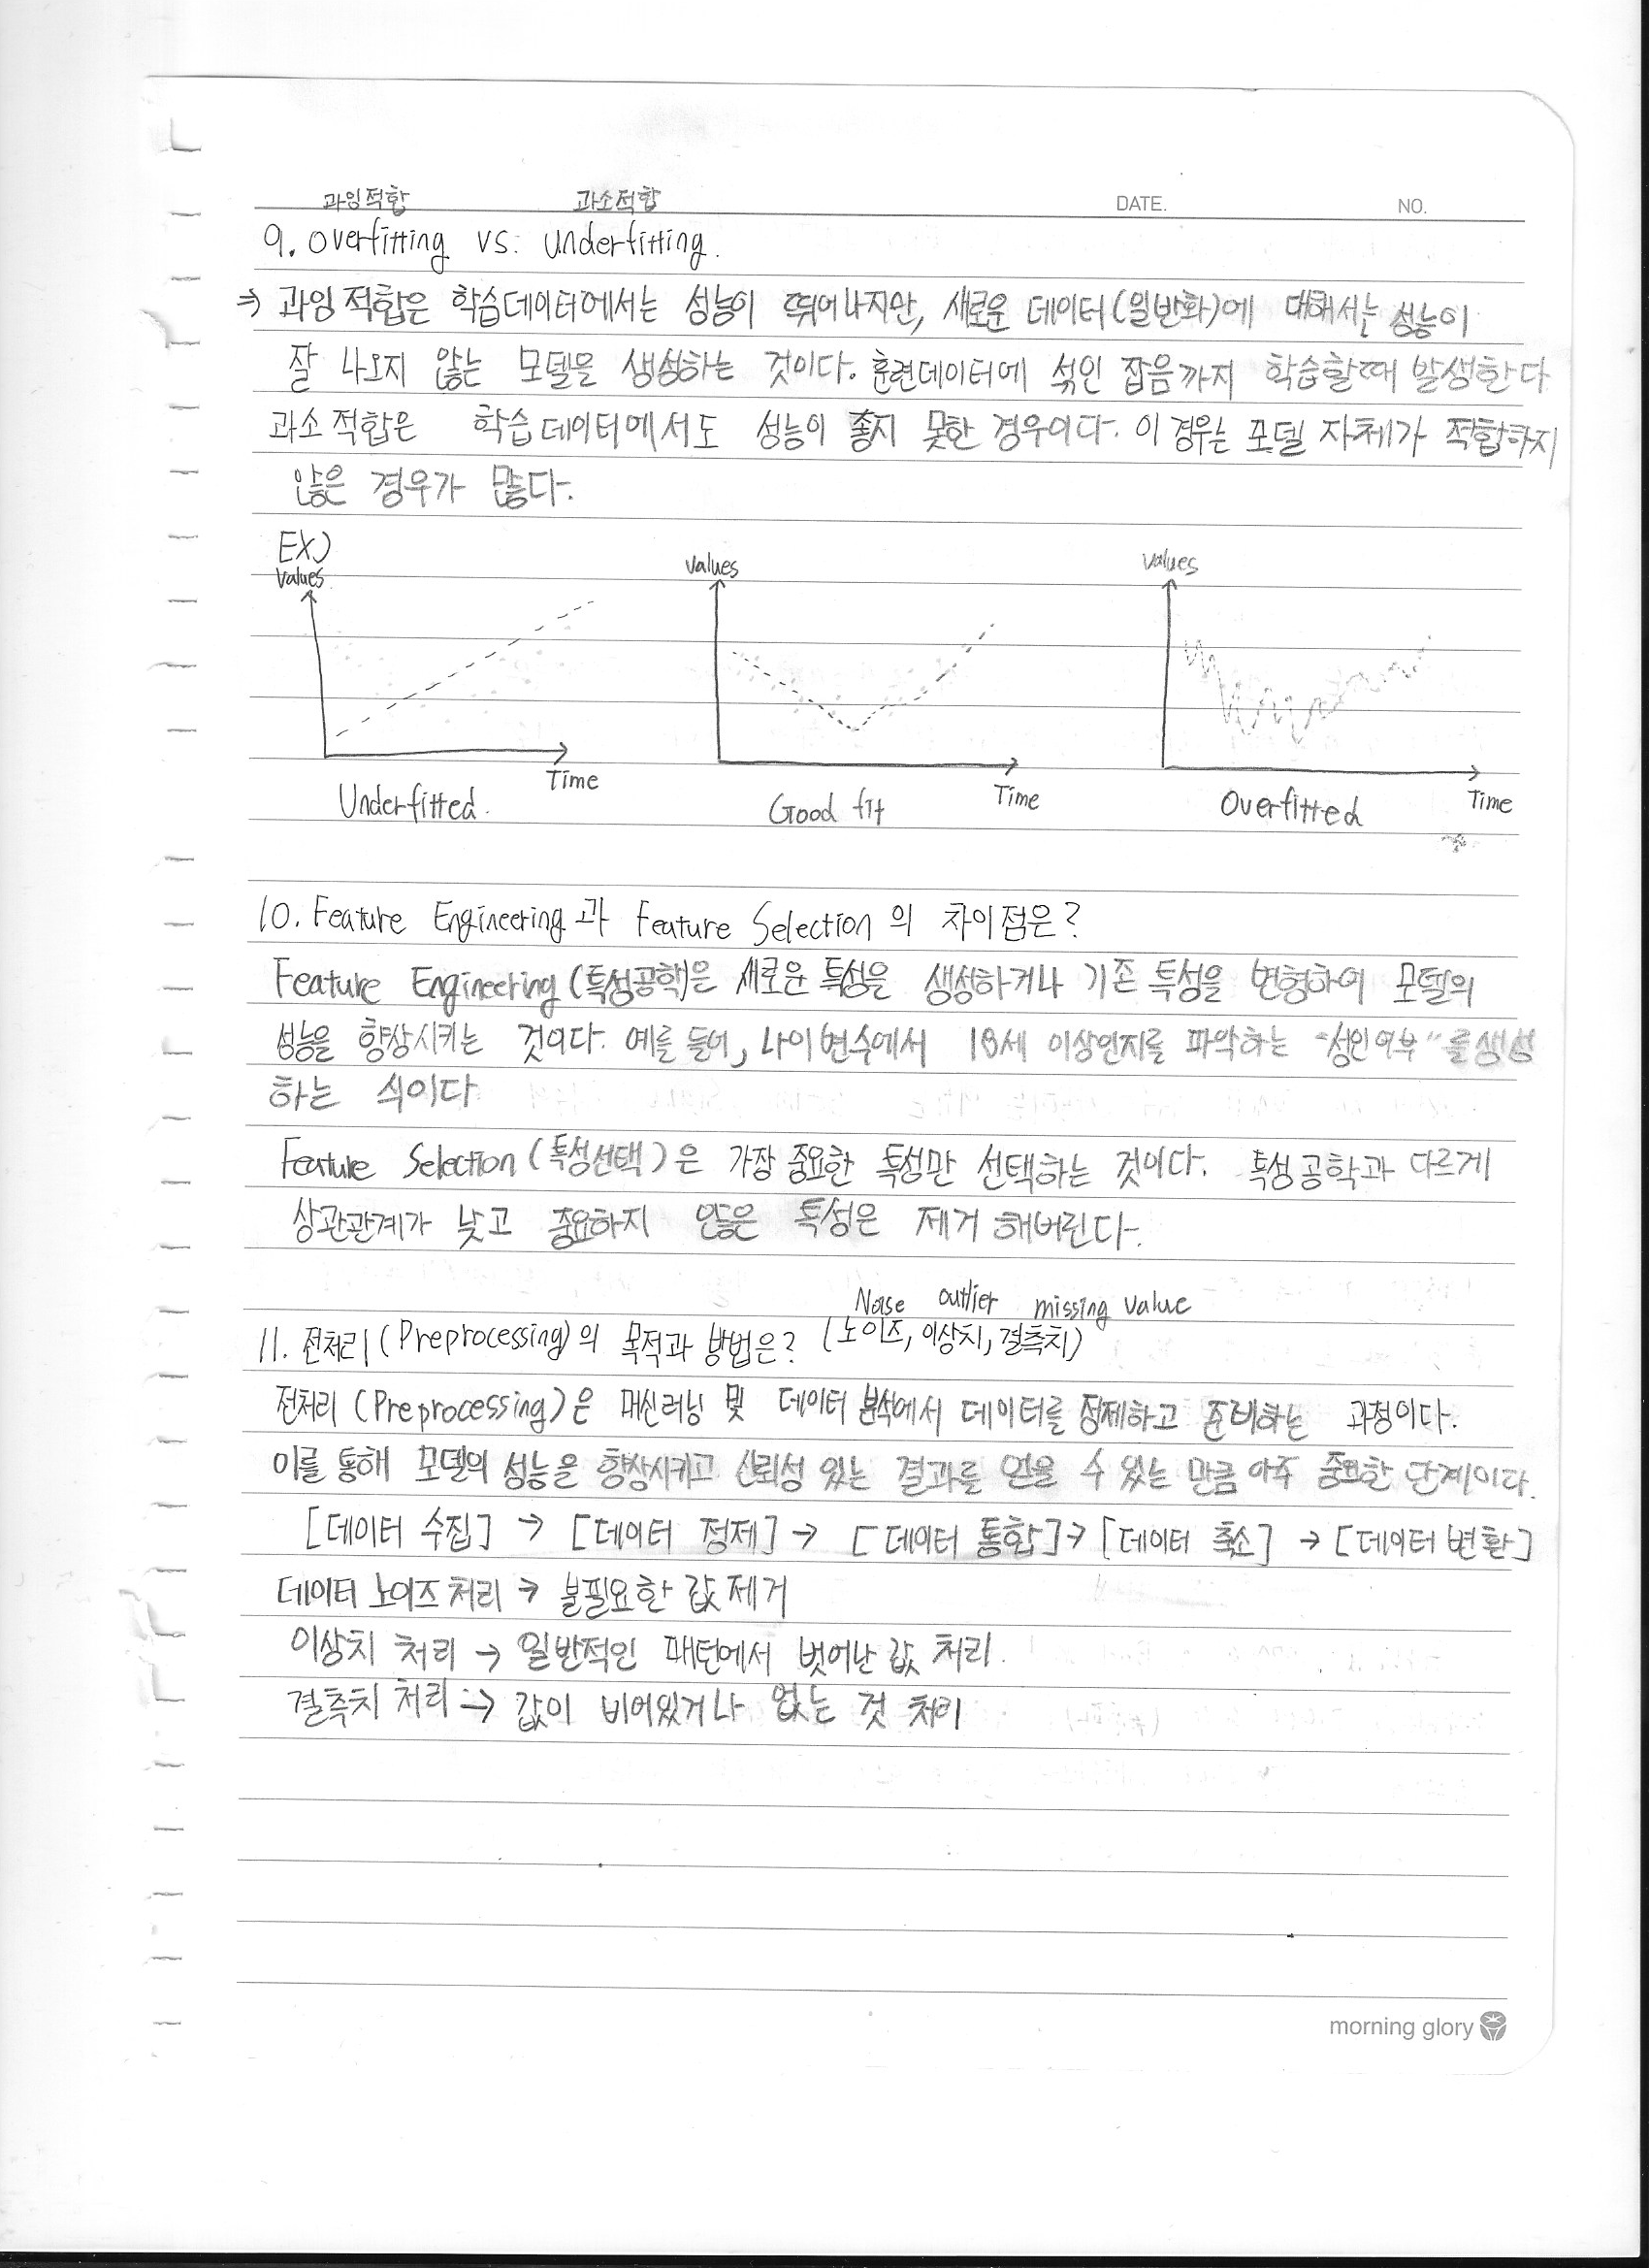 과잉적합 과소적합
DATE. NO.
9. Overfitting vs. Underfitting.
⇒ 과잉적합은 학습데이터에서는 성능이 뛰어나지만, 새로운 데이터(일반화)에 대해서는 성능이
잘 나오지 않는 모델을 생성하는 것이다. 훈련데이터에 섞인 잡음까지 학습할때 발생한다
과소적합은 학습데이터에서도 성능이 좋지 못한 경우이다. 이 경우는 모델 자체가 적합하지
않은 경우가 많다.
EX)
Values Values Values
Time Time Time
Underfitted. Good fit Overfitted
10. Feature Engineering과 Feature Selection의 차이점은?
Feature Engineering(특성공학)은 새로운 특성을 생성하거나 기존 특성을 변형하여 모델의
성능을 향상시키는 것이다. 예를 들어, 나이변수에서 18세 이상인지를 파악하는 "성인여부"를 생성
하는 식이다
Feature Selection(특성선택)은 가장 중요한 특성만 선택하는 것이다. 특성공학과 다르게
상관관계가 낮고 중요하지 않은 특성은 제거 해버린다.
Noise outlier missing value
11. 전처리(Preprocessing)의 목적과 방법은? (노이즈, 이상치, 결측치)
전처리(Preprocessing)은 머신러닝 및 데이터 분석에서 데이터를 정제하고 준비하는 과정이다.
이를 통해 모델의 성능을 향상시키고 신뢰성 있는 결과를 얻을 수 있는 만큼 아주 중요한 단계이다.
[데이터 수집] → [데이터 정제] → [데이터 통합] → [데이터 축소] → [데이터 변환]
데이터 노이즈 처리 → 불필요한 값 제거
이상치 처리 → 일반적인 패턴에서 벗어난 값 처리.
결측치 처리 → 값이 비어있거나 없는 것 처리
morning glory